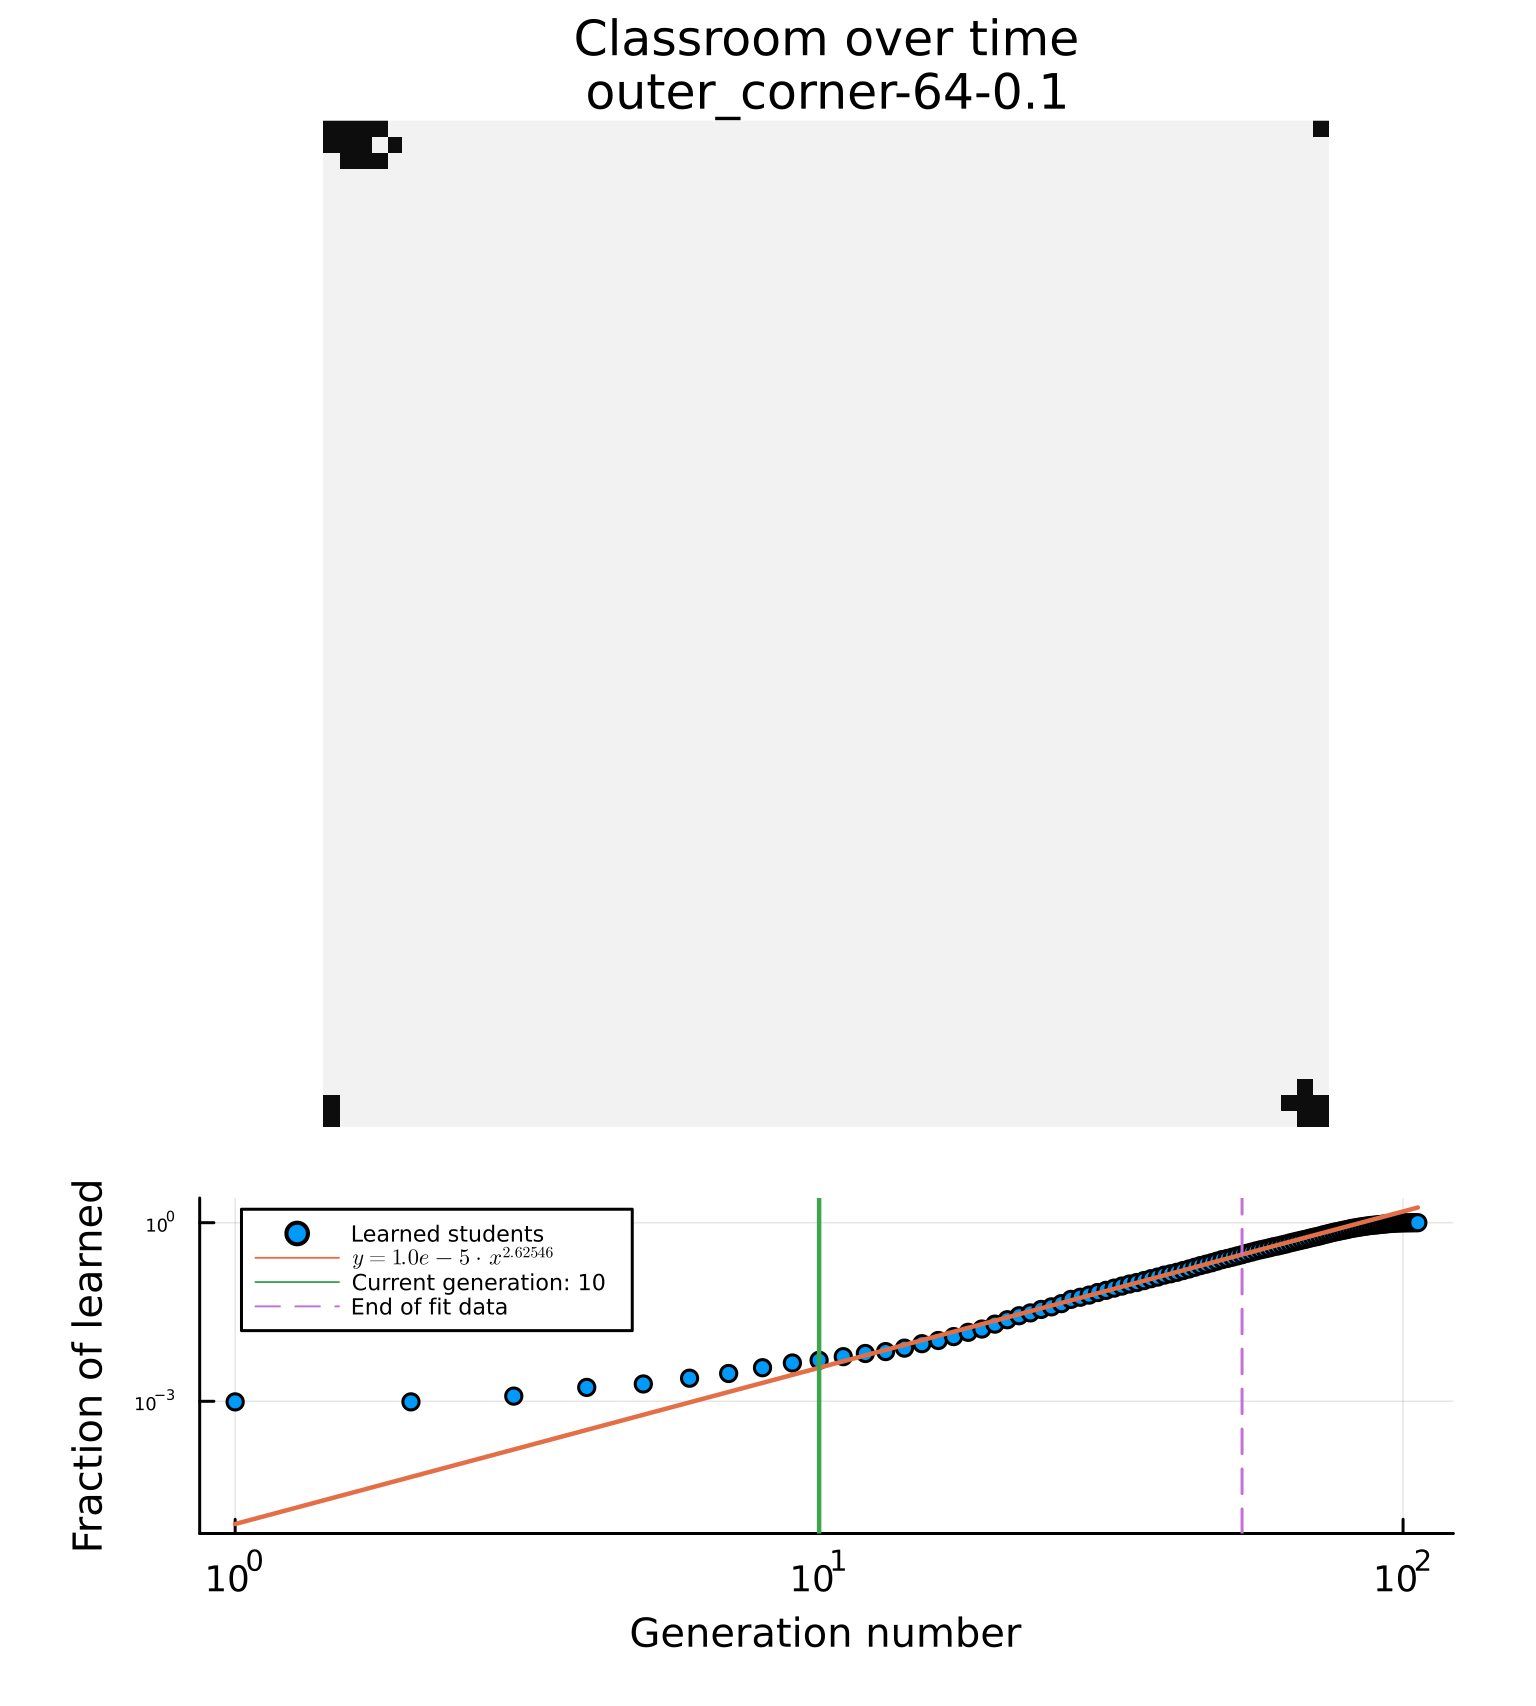 Classroom over time
outer_corner-64-0.1
Fraction of learned
10^0
10^−3
Learned students
y = 1.0e − 5 · x^2.62546
Current generation: 10
End of fit data
10^0 10^1 10^2
Generation number